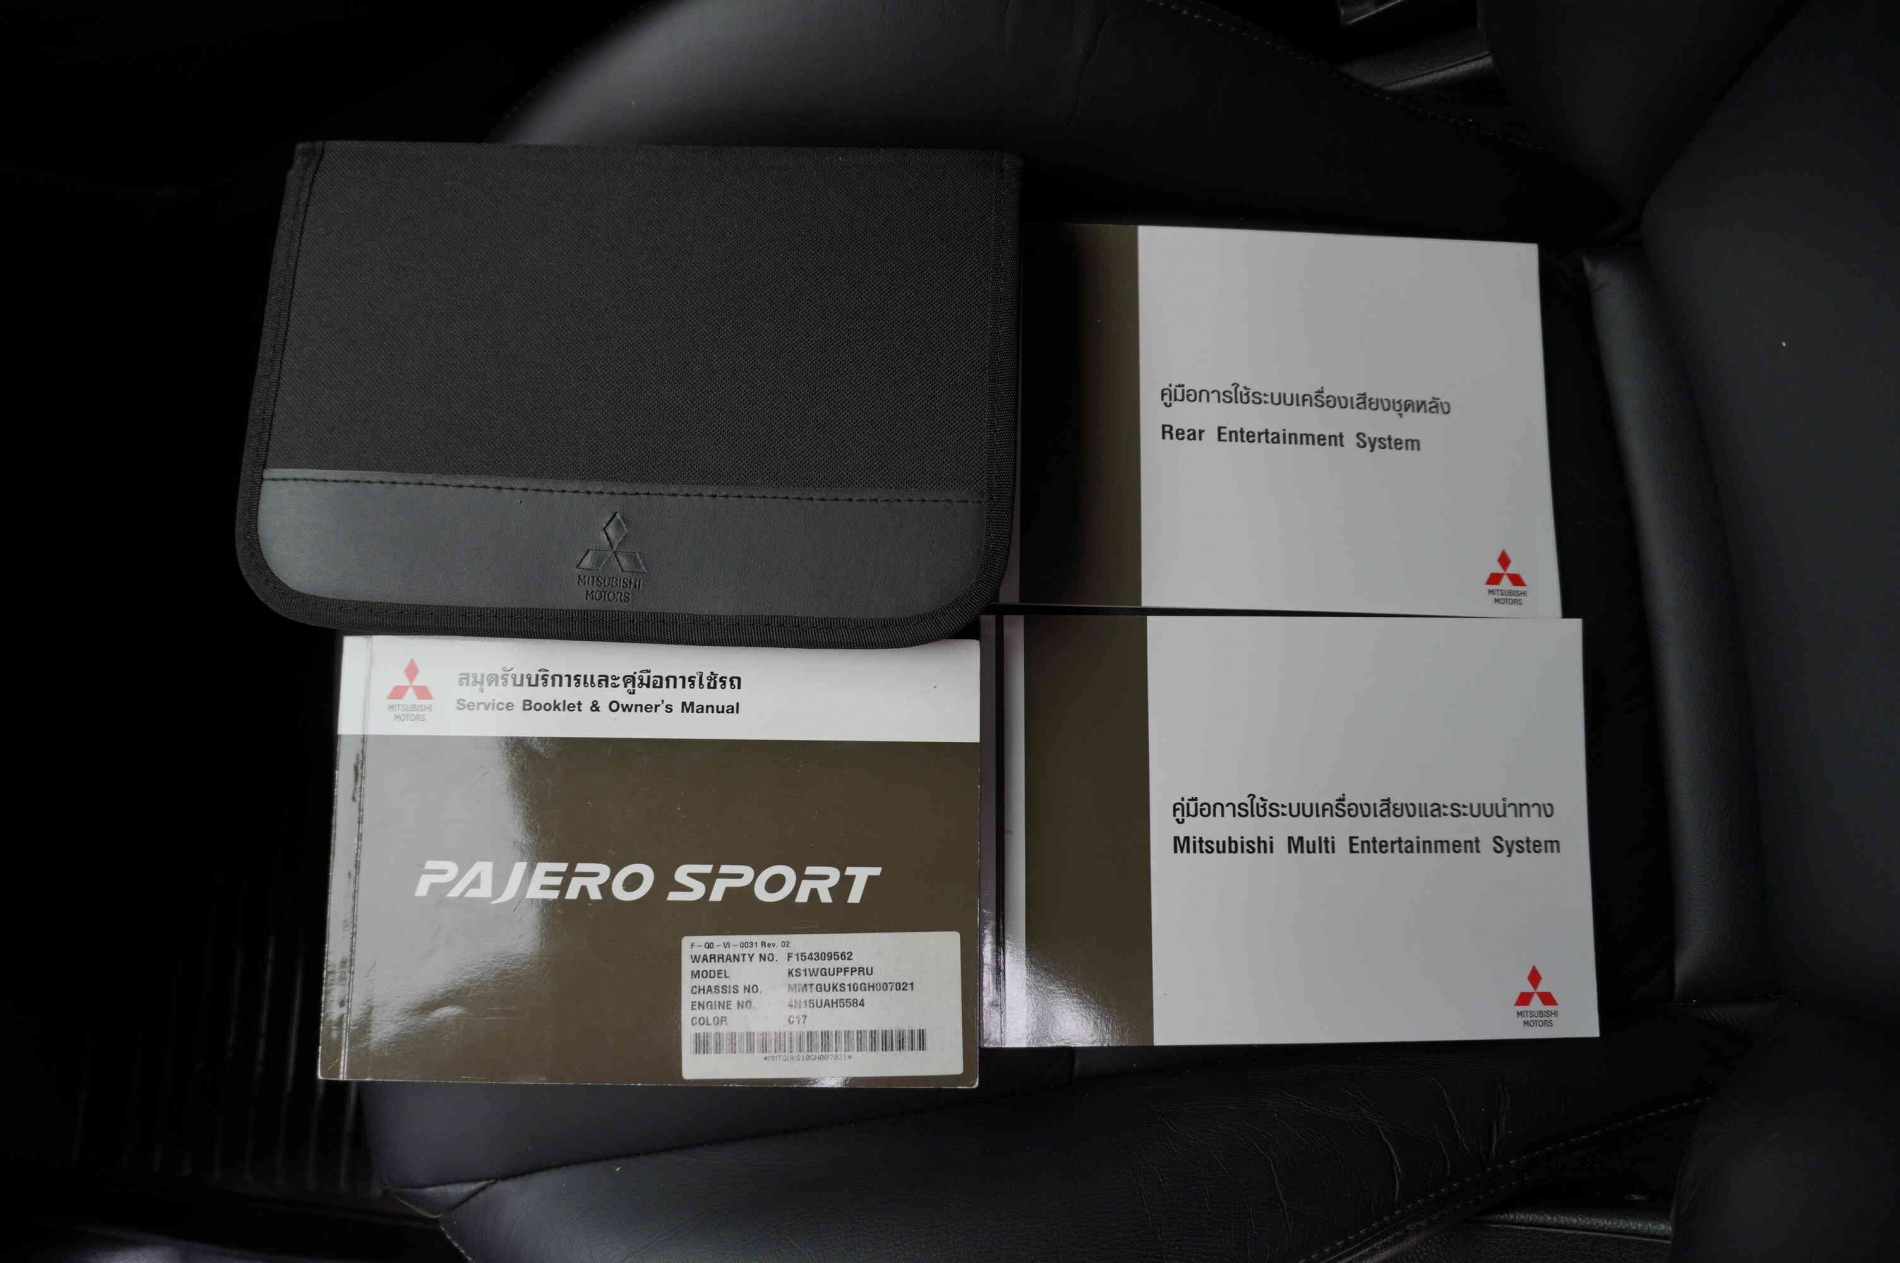 MITSUBISHI
MOTORS
คู่มือการใช้ระบบเครื่องเสียงชุดหลัง
Rear Entertainment System
MITSUBISHI
MOTORS
MITSUBISHI
MOTORS
สมุดรับบริการและคู่มือการใช้รถ
Service Booklet & Owner's Manual
PAJERO SPORT
F-QO-VI-0031 Rev. 02
WARRANTY NO. F154309562
MODEL KS1WGUPFPRU
CHASSIS NO. MMTGUKS10GH007021
ENGINE NO. 4N15UAH5584
COLOR C17
*MMTGUKS10GH007021*
คู่มือการใช้ระบบเครื่องเสียงและระบบนำทาง
Mitsubishi Multi Entertainment System
MITSUBISHI
MOTORS